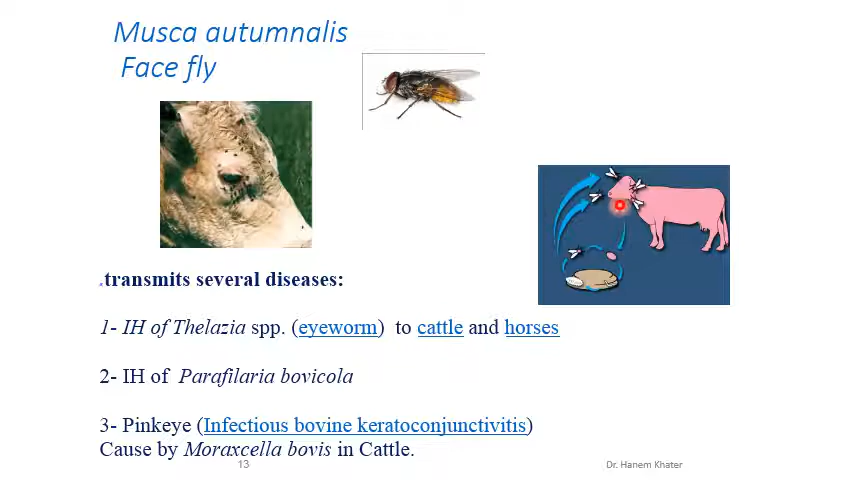 Musca autumnalis
Face fly
.transmits several diseases:
1- IH of Thelazia spp. (eyeworm) to cattle and horses
2- IH of Parafilaria bovicola
3- Pinkeye (Infectious bovine keratoconjunctivitis)
Cause by Moraxcella bovis in Cattle.
13
Dr. Hanem Khater